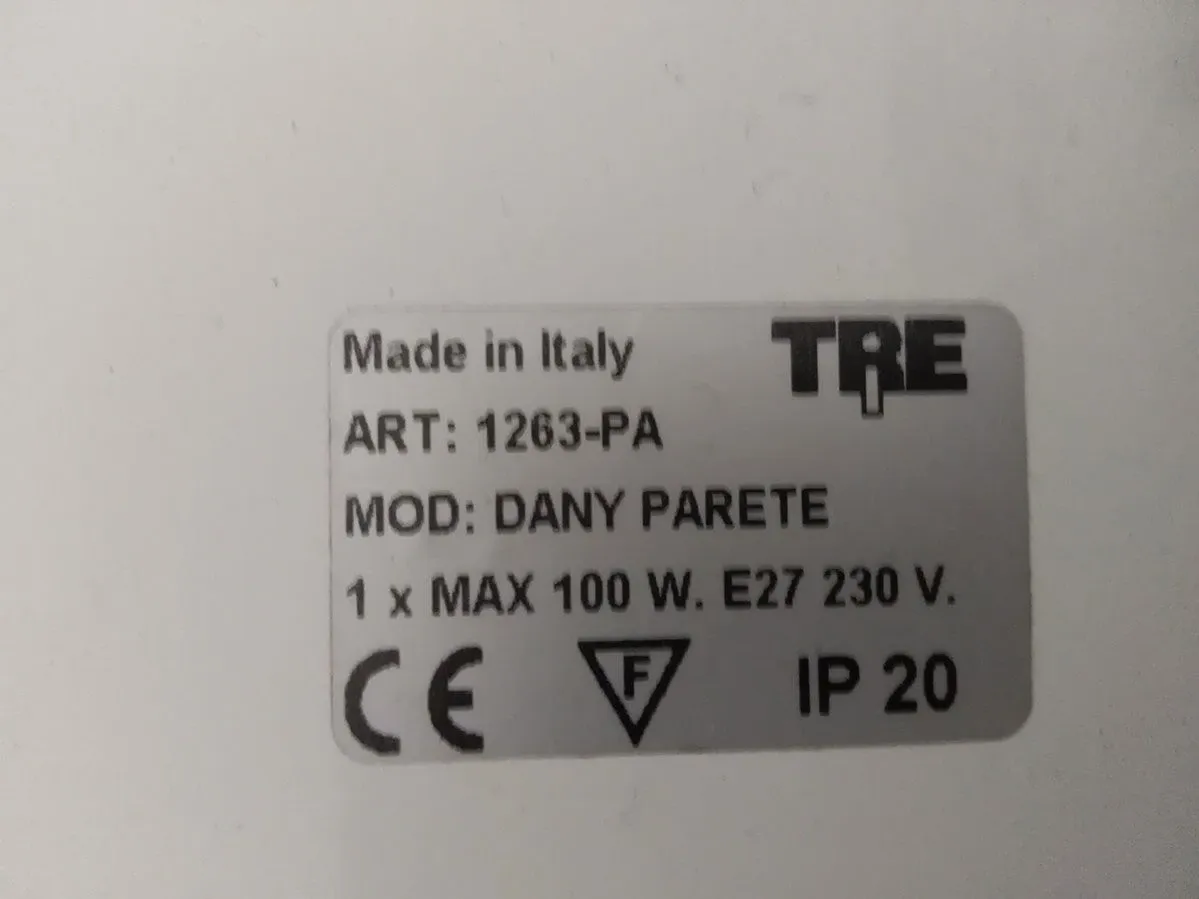 Made in Italy
TRE
ART: 1263-PA
MOD: DANY PARETE
1 x MAX 100 W. E27 230 V.
CE F IP 20